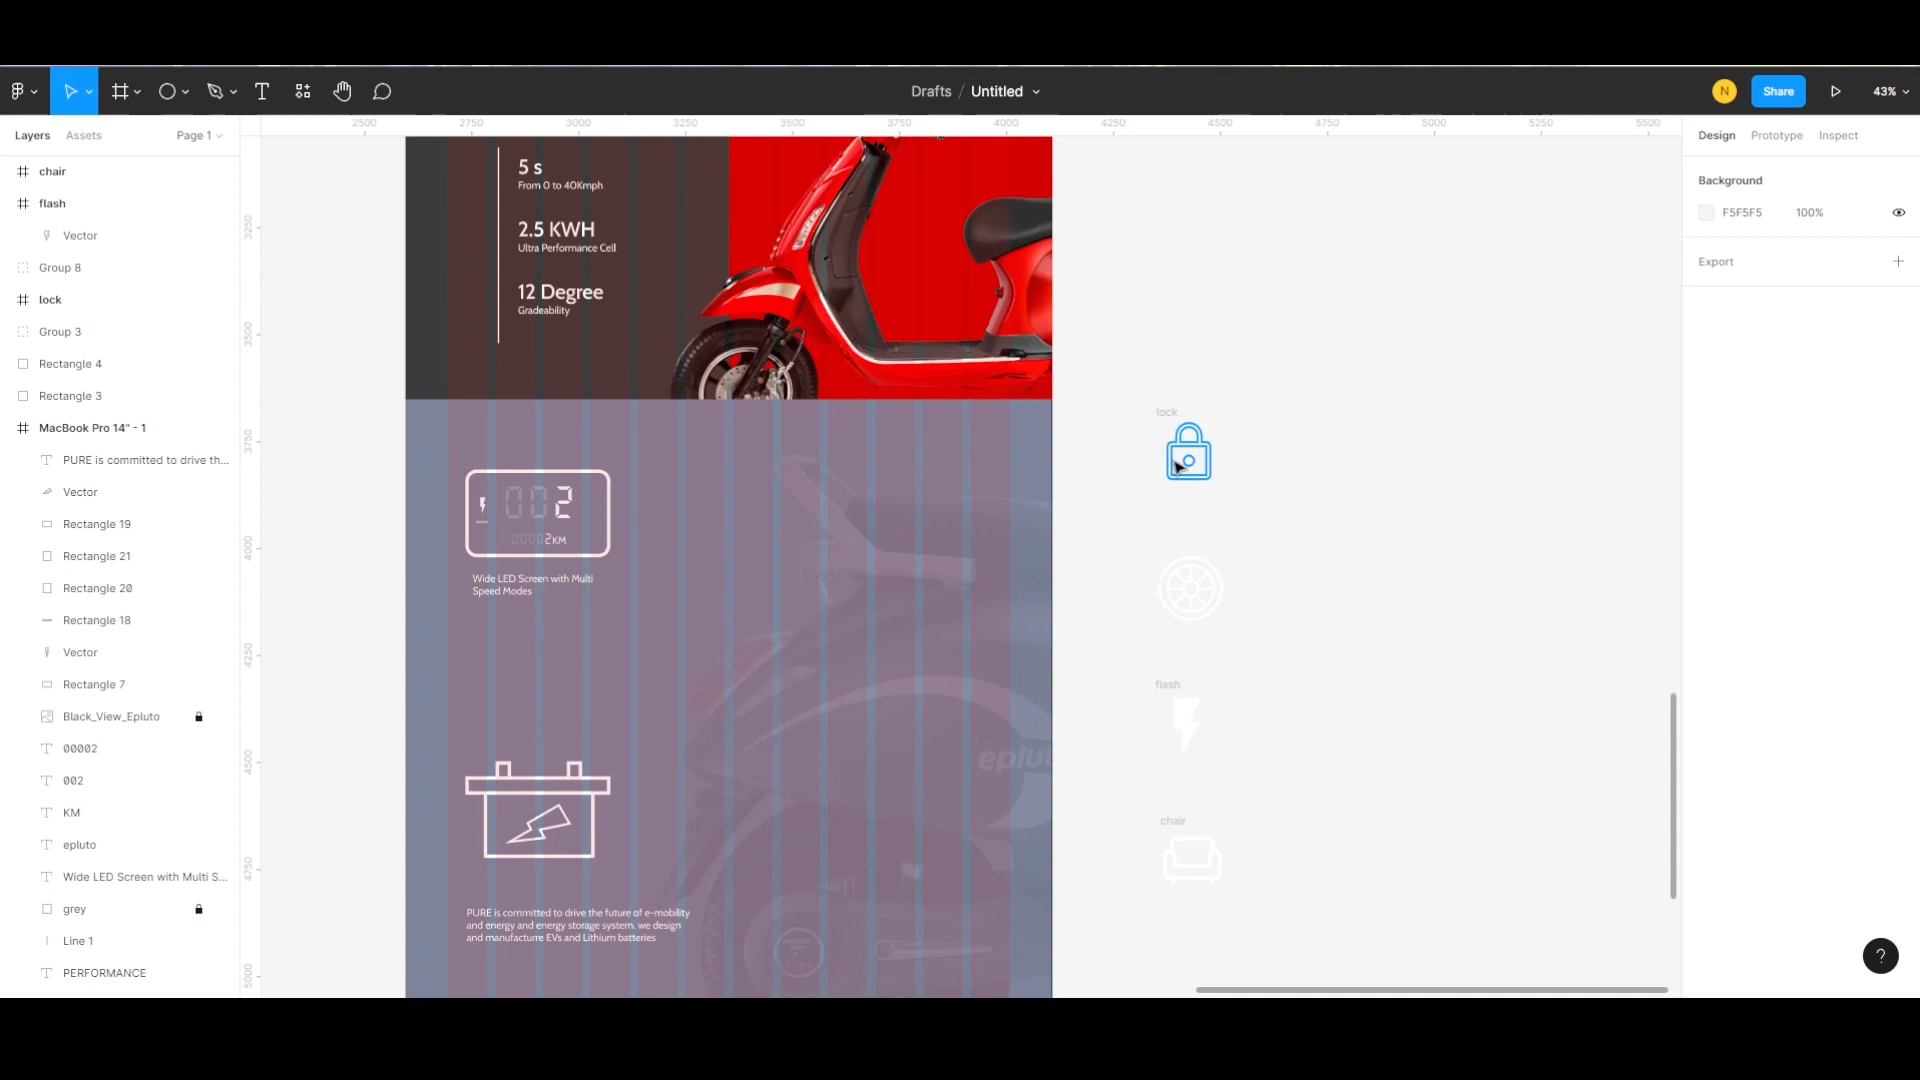 Drafts / Untitled
N
Share
43%
Layers
Assets
Page 1
2500
2750
3000
3250
3500
3750
4000
4250
4500
4750
5000
5250
5500
Design
Prototype
Inspect
chair
flash
Vector
Group 8
lock
Group 3
Rectangle 4
Rectangle 3
MacBook Pro 14" - 1
PURE is committed to drive th...
Vector
Rectangle 19
Rectangle 21
Rectangle 20
Rectangle 18
Vector
Rectangle 7
Black_View_Epluto
00002
002
KM
epluto
Wide LED Screen with Multi S...
grey
Line 1
PERFORMANCE
3250
3500
3750
4000
4250
4500
4750
5000
5 s
From 0 to 40Kmph
2.5 KWH
Ultra Performance Cell
12 Degree
Gradeability
002
00002KM
Wide LED Screen with Multi
Speed Modes
epluto
PURE is committed to drive the future of e-mobility
and energy and energy storage system. we design
and manufacturre EVs and Lithium batteries
lock
flash
chair
Background
F5F5F5
100%
Export
?